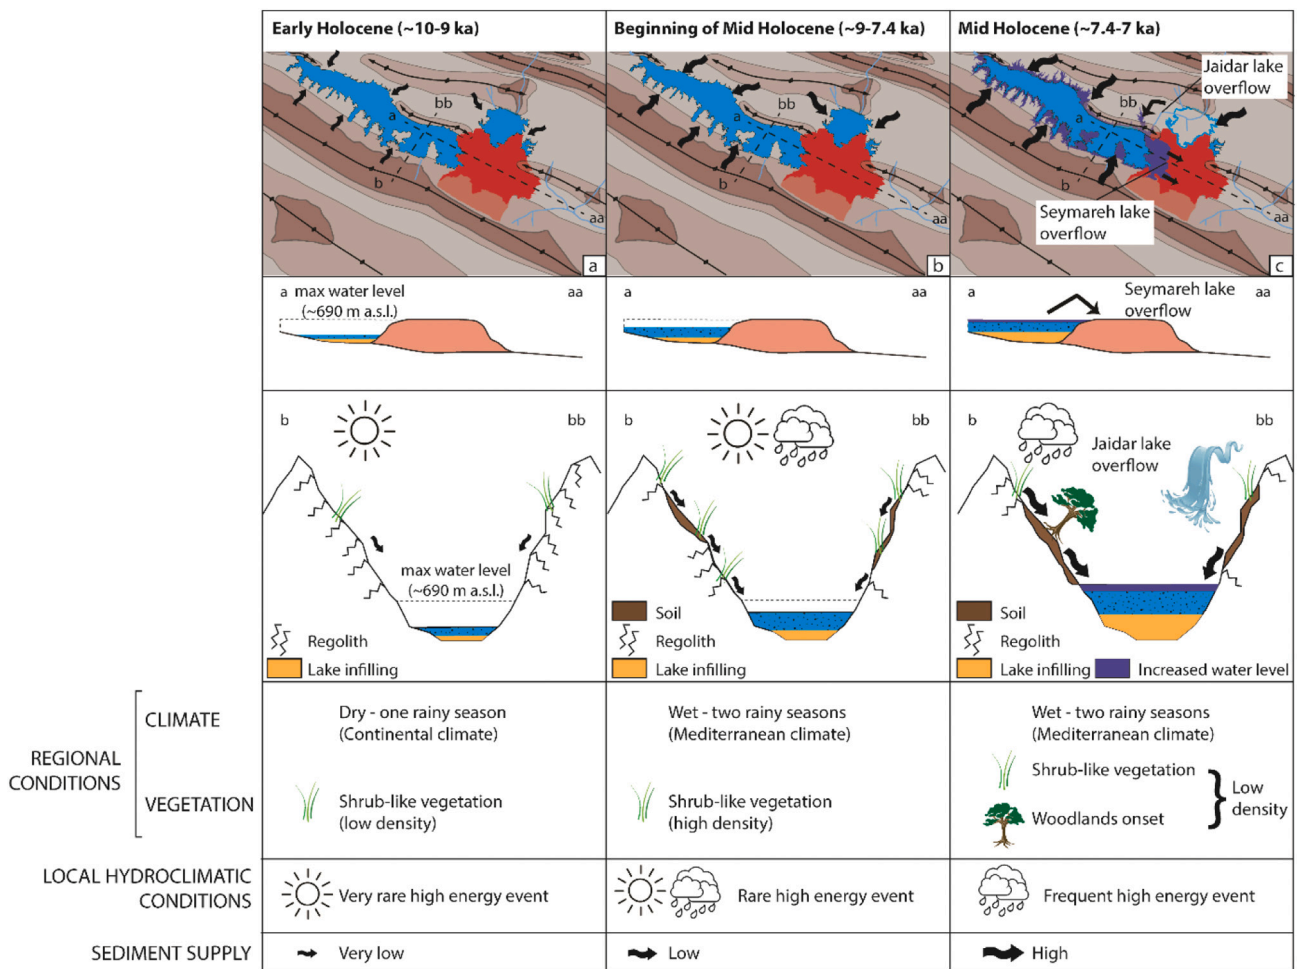 Early Holocene (~10-9 ka)
Beginning of Mid Holocene (~9-7.4 ka)
Mid Holocene (~7.4-7 ka)
bb
a
b
aa
a
bb
a
b
aa
b
Jaidar lake
overflow
bb
a
b
Seymareh lake
overflow
aa
c
a max water level
(~690 m a.s.l.)
aa
a
aa
a
Seymareh lake
overflow
aa
b
bb
max water level
(~690 m a.s.l.)
Regolith
Lake infilling
b
bb
Soil
Regolith
Lake infilling
b
bb
Jaidar lake
overflow
Soil
Regolith
Lake infilling
Increased water level
REGIONAL
CONDITIONS
CLIMATE
Dry - one rainy season
(Continental climate)
Wet - two rainy seasons
(Mediterranean climate)
Wet - two rainy seasons
(Mediterranean climate)
VEGETATION
Shrub-like vegetation
(low density)
Shrub-like vegetation
(high density)
Shrub-like vegetation
Woodlands onset
Low
density
LOCAL HYDROCLIMATIC
CONDITIONS
Very rare high energy event
Rare high energy event
Frequent high energy event
SEDIMENT SUPPLY
Very low
Low
High